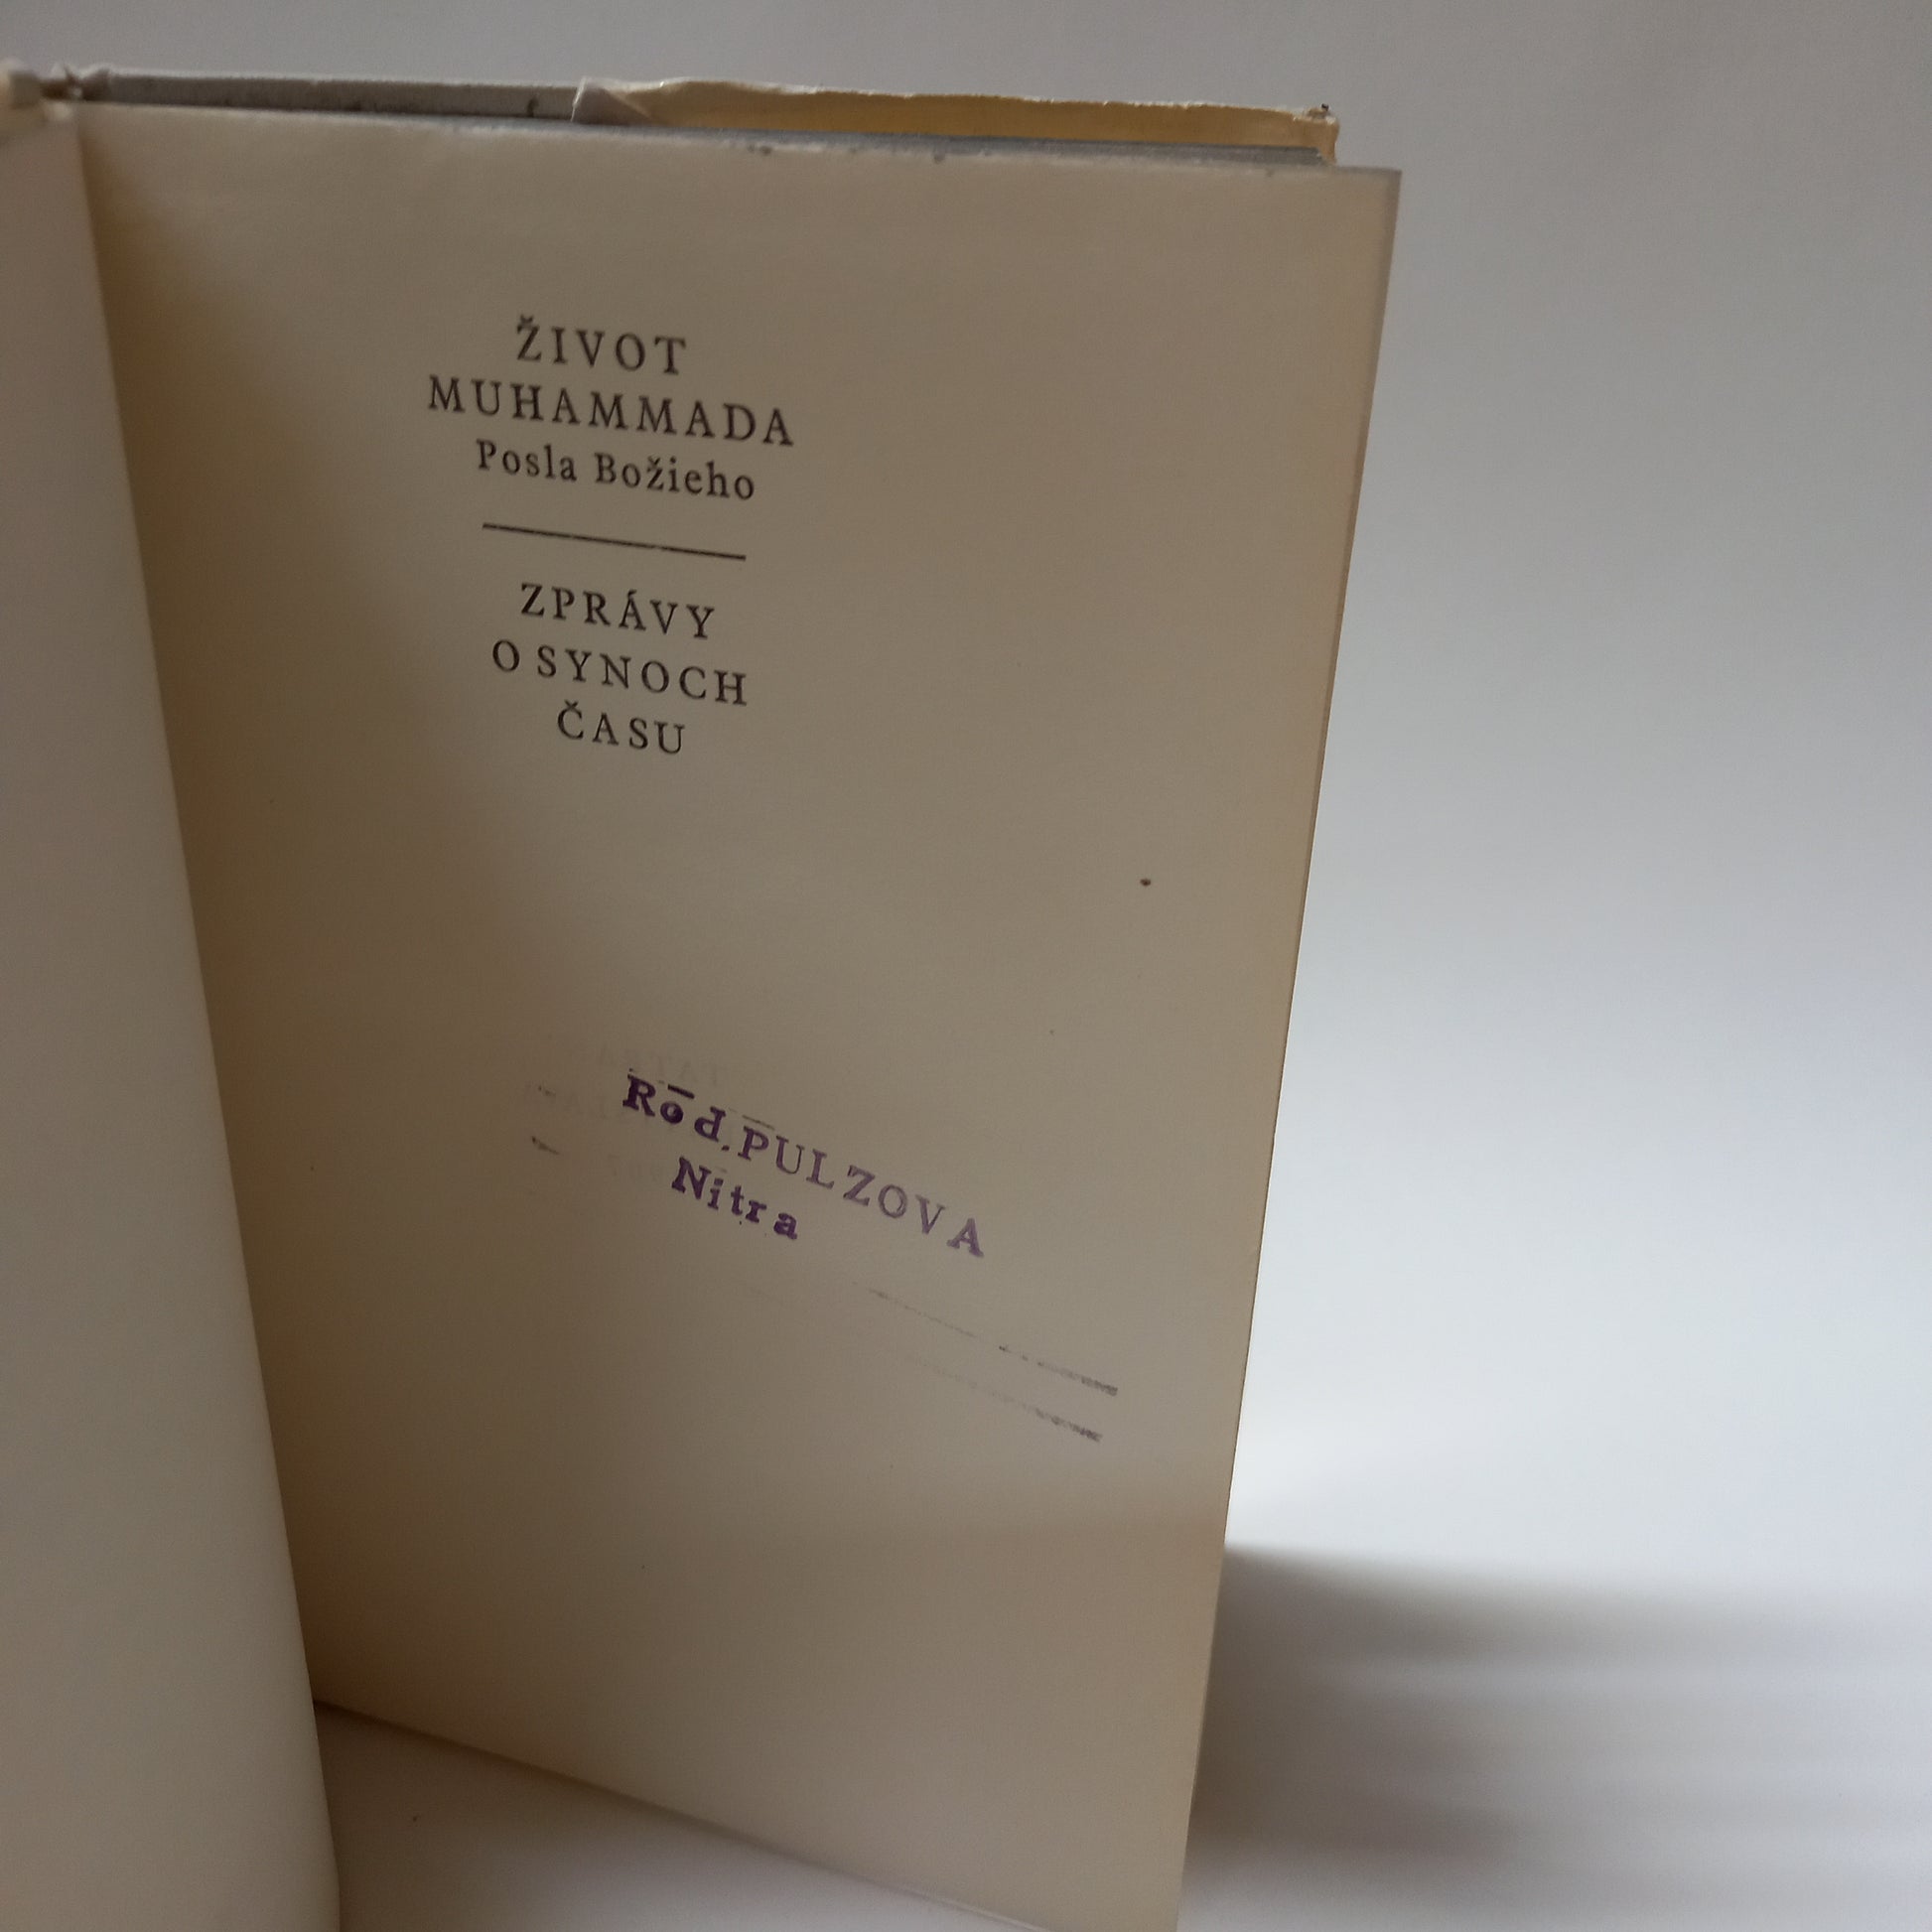 ŽIVOT
MUHAMMADA
Posla Božieho
ZPRÁVY
O SYNOCH
ČASU
Rod. PULZOVA
Nitra